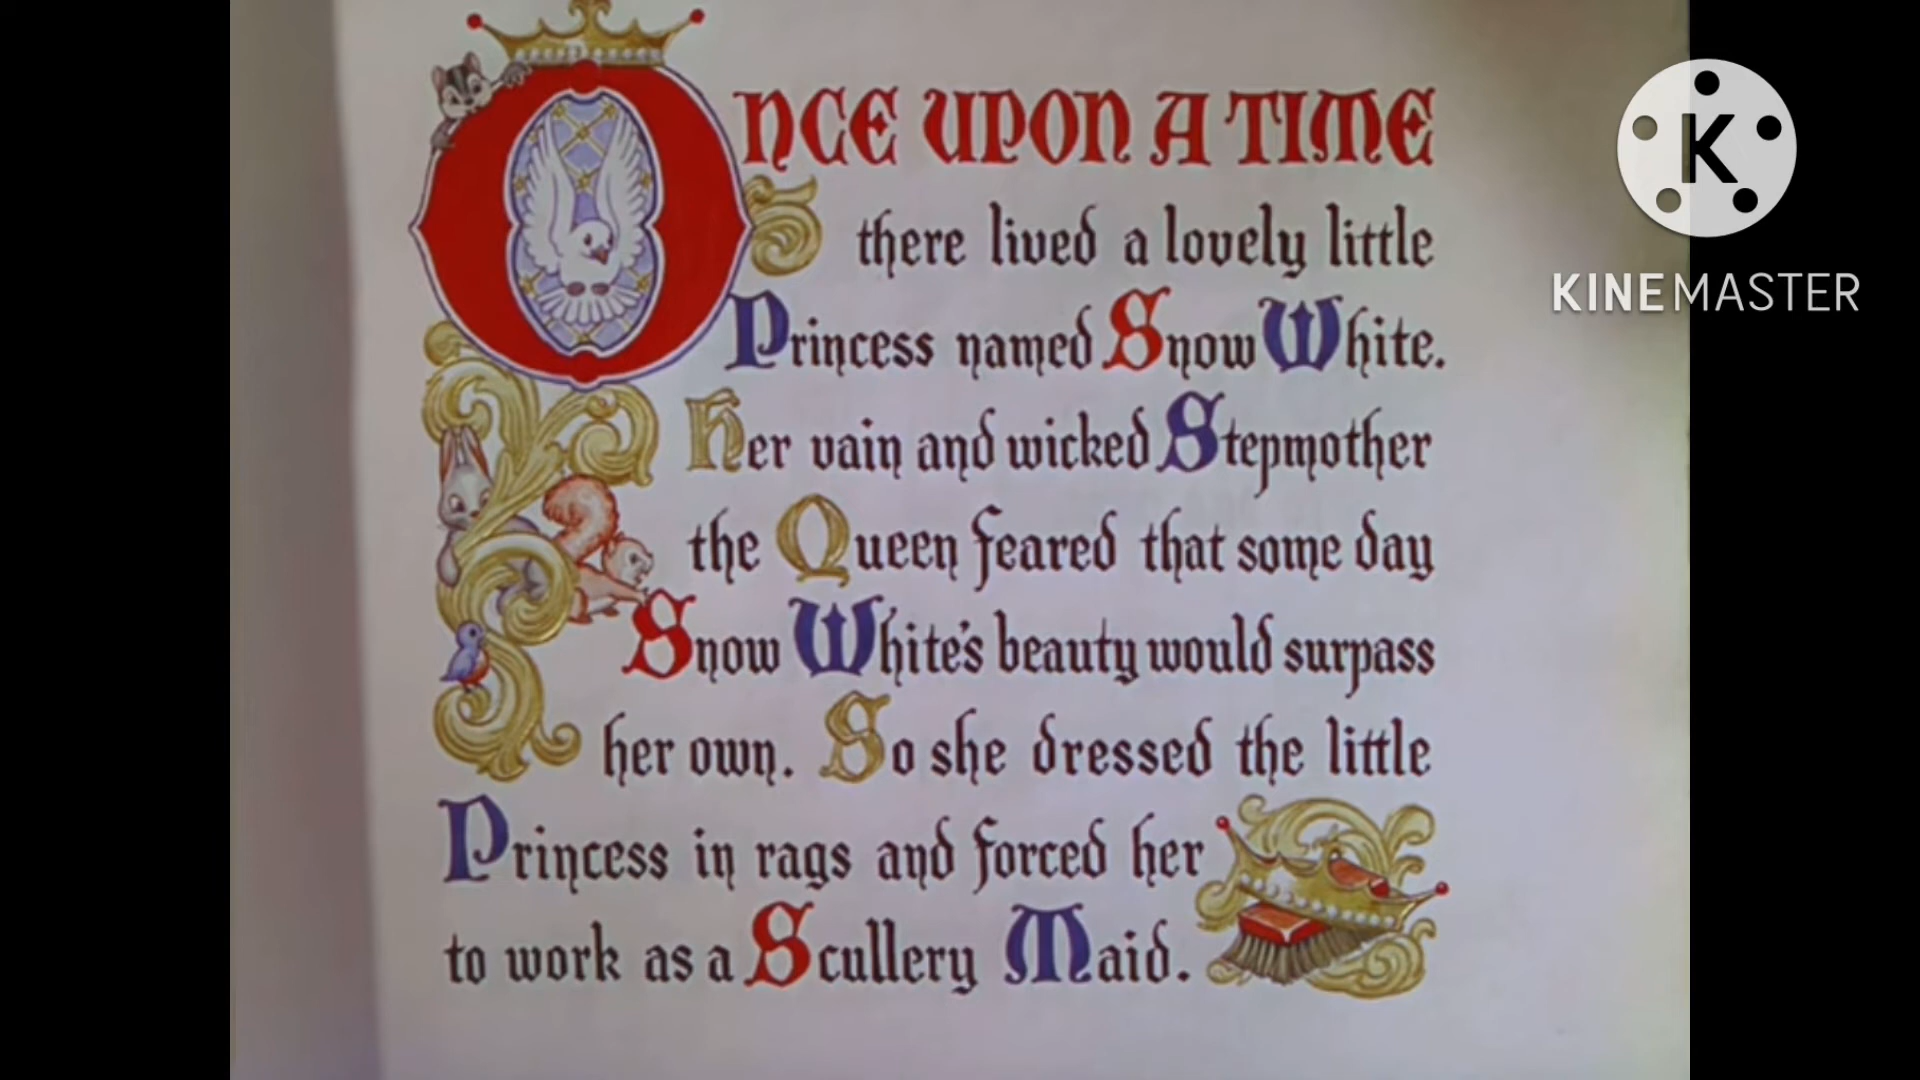 ONCE UPON A TIME
there lived a lovely little
Princess named Snow White.
Her vain and wicked Stepmother
the Queen feared that some day
Snow White's beauty would surpass
her own. So she dressed the little
Princess in rags and forced her
to work as a Scullery Maid.
K
KINEMASTER